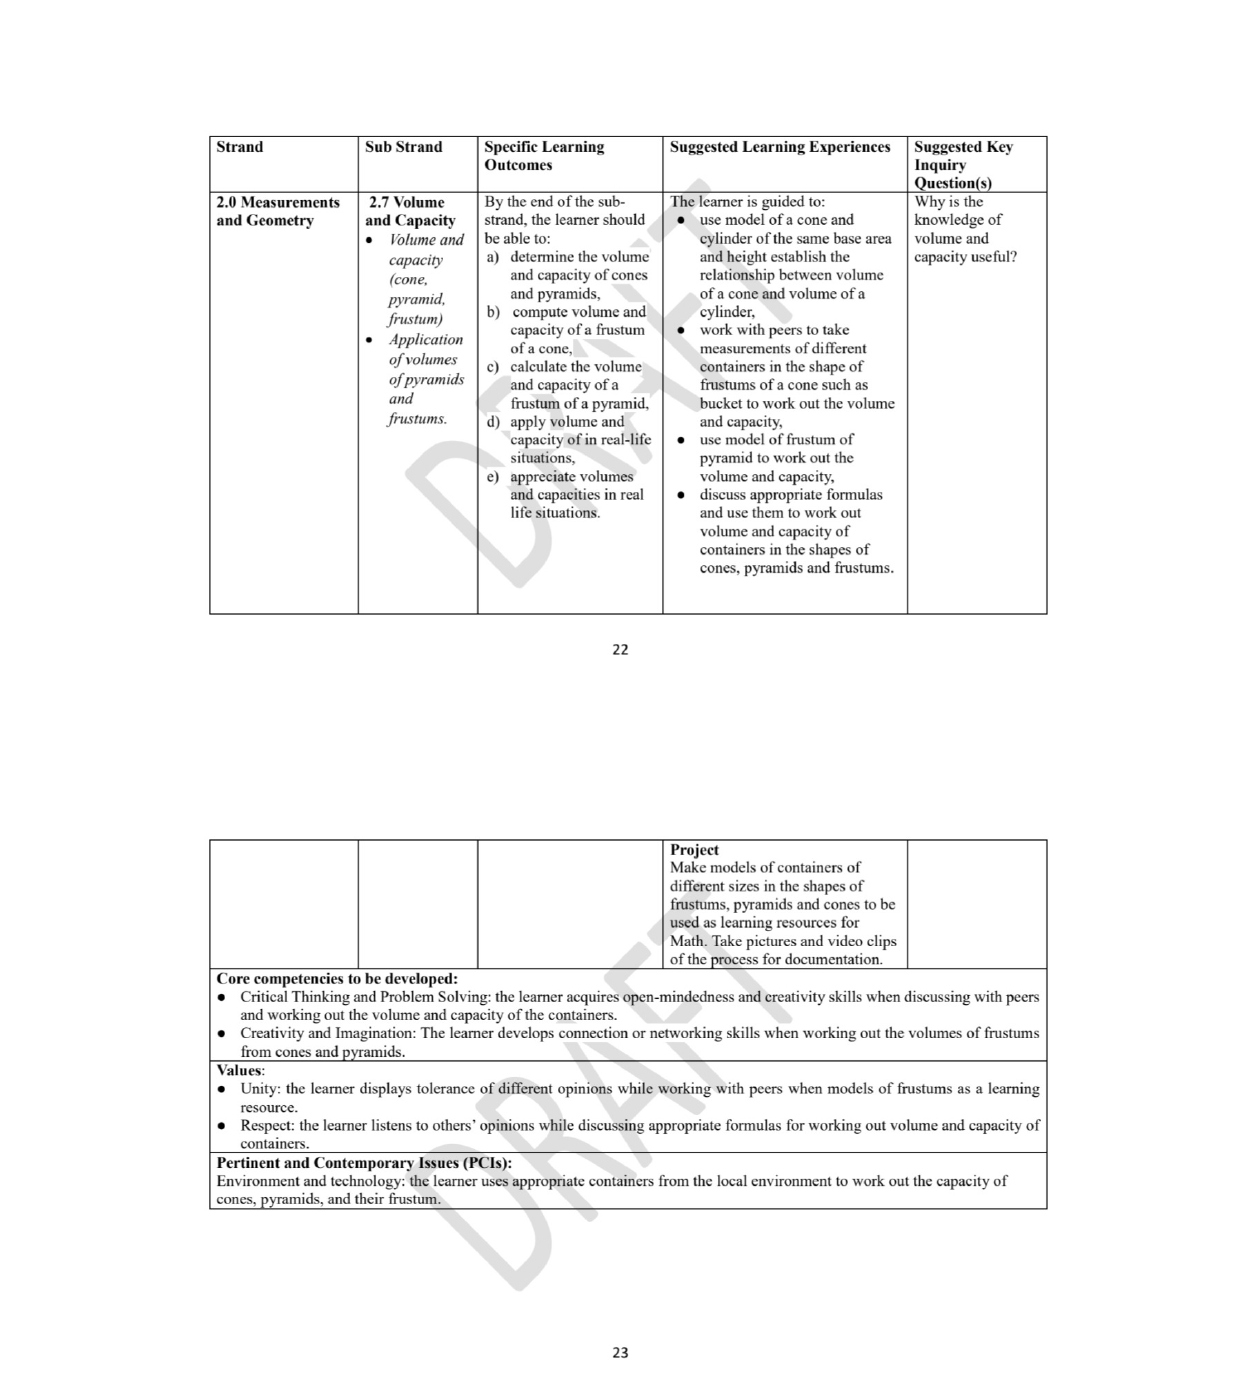 Strand
Sub Strand
Specific Learning
Outcomes
Suggested Learning Experiences
Suggested Key
Inquiry
Question(s)
2.0 Measurements
and Geometry
2.7 Volume
and Capacity
● Volume and
capacity
(cone,
pyramid,
frustum)
● Application
of volumes
of pyramids
and
frustums.
By the end of the sub-
strand, the learner should
be able to:
a) determine the volume
and capacity of cones
and pyramids,
b) compute volume and
capacity of a frustum
of a cone,
c) calculate the volume
and capacity of a
frustum of a pyramid,
d) apply volume and
capacity of in real-life
situations,
e) appreciate volumes
and capacities in real
life situations.
The learner is guided to:
● use model of a cone and
cylinder of the same base area
and height establish the
relationship between volume
of a cone and volume of a
cylinder,
● work with peers to take
measurements of different
containers in the shape of
frustums of a cone such as
bucket to work out the volume
and capacity,
● use model of frustum of
pyramid to work out the
volume and capacity,
● discuss appropriate formulas
and use them to work out
volume and capacity of
containers in the shapes of
cones, pyramids and frustums.
Why is the
knowledge of
volume and
capacity useful?
DRAFT
22
Project
Make models of containers of
different sizes in the shapes of
frustums, pyramids and cones to be
used as learning resources for
Math. Take pictures and video clips
of the process for documentation.
Core competencies to be developed:
● Critical Thinking and Problem Solving: the learner acquires open-mindedness and creativity skills when discussing with peers
and working out the volume and capacity of the containers.
● Creativity and Imagination: The learner develops connection or networking skills when working out the volumes of frustums
from cones and pyramids.
Values:
● Unity: the learner displays tolerance of different opinions while working with peers when models of frustums as a learning
resource.
● Respect: the learner listens to others’ opinions while discussing appropriate formulas for working out volume and capacity of
containers.
Pertinent and Contemporary Issues (PCIs):
Environment and technology: the learner uses appropriate containers from the local environment to work out the capacity of
cones, pyramids, and their frustum.
DRAFT
23